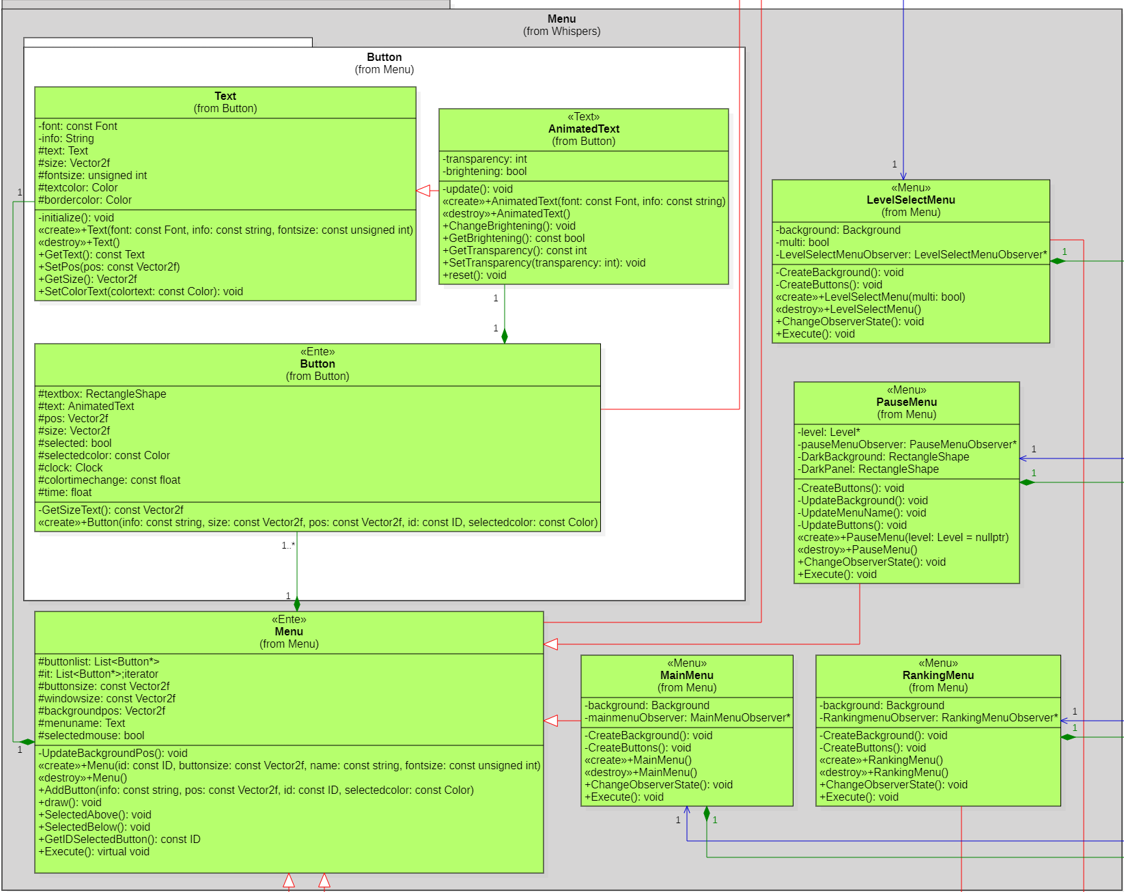 Menu
(from Whispers)
Button
(from Menu)
Text
(from Button)
-font: const Font
-info: String
#text: Text
#size: Vector2f
#fontsize: unsigned int
#textcolor: Color
#bordercolor: Color
-initialize(): void
«create»+Text(font: const Font, info: const string, fontsize: const unsigned int)
«destroy»+Text()
+GetText(): const Text
+SetPos(pos: const Vector2f)
+GetSize(): Vector2f
+SetColorText(colortext: const Color): void
«Text»
AnimatedText
(from Button)
-transparency: int
-brightening: bool
-update(): void
«create»+AnimatedText(font: const Font, info: const string)
«destroy»+AnimatedText()
+ChangeBrightening(): void
+GetBrightening(): const bool
+GetTransparency(): const int
+SetTransparency(transparency: int): void
+reset(): void
1
1
1
«Ente»
Button
(from Button)
#textbox: RectangleShape
#text: AnimatedText
#pos: Vector2f
#size: Vector2f
#selected: bool
#selectedcolor: const Color
#clock: Clock
#colortimechange: const float
#time: float
-GetSizeText(): const Vector2f
«create»+Button(info: const string, size: const Vector2f, pos: const Vector2f, id: const ID, selectedcolor: const Color)
1..*
1
«Ente»
Menu
(from Menu)
#buttonlist: List<Button*>
#it: List<Button*>;iterator
#buttonsize: const Vector2f
#windowsize: const Vector2f
#backgroundpos: Vector2f
#menuname: Text
#selectedmouse: bool
1
-UpdateBackgroundPos(): void
«create»+Menu(id: const ID, buttonsize: const Vector2f, name: const string, fontsize: const unsigned int)
«destroy»+Menu()
+AddButton(info: const string, pos: const Vector2f, id: const ID, selectedcolor: const Color)
+draw(): void
+SelectedAbove(): void
+SelectedBelow(): void
+GetIDSelectedButton(): const ID
+Execute(): virtual void
1
«Menu»
LevelSelectMenu
(from Menu)
-background: Background
-multi: bool
-LevelSelectMenuObserver: LevelSelectMenuObserver*
1
-CreateBackground(): void
-CreateButtons(): void
«create»+LevelSelectMenu(multi: bool)
«destroy»+LevelSelectMenu()
+ChangeObserverState(): void
+Execute(): void
«Menu»
PauseMenu
(from Menu)
-level: Level*
-pauseMenuObserver: PauseMenuObserver*
-DarkBackground: RectangleShape
-DarkPanel: RectangleShape
1
1
-CreateButtons(): void
-UpdateBackground(): void
-UpdateMenuName(): void
-UpdateButtons(): void
«create»+PauseMenu(level: Level = nullptr)
«destroy»+PauseMenu()
+ChangeObserverState(): void
+Execute(): void
«Menu»
MainMenu
(from Menu)
-background: Background
-mainmenuObserver: MainMenuObserver*
-CreateBackground(): void
-CreateButtons(): void
«create»+MainMenu()
«destroy»+MainMenu()
+ChangeObserverState(): void
+Execute(): void
1
1
«Menu»
RankingMenu
(from Menu)
-background: Background
-RankingmenuObserver: RankingMenuObserver*
1
1
-CreateBackground(): void
-CreateButtons(): void
«create»+RankingMenu()
«destroy»+RankingMenu()
+ChangeObserverState(): void
+Execute(): void